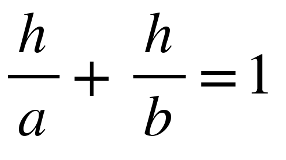 h/a + h/b = 1